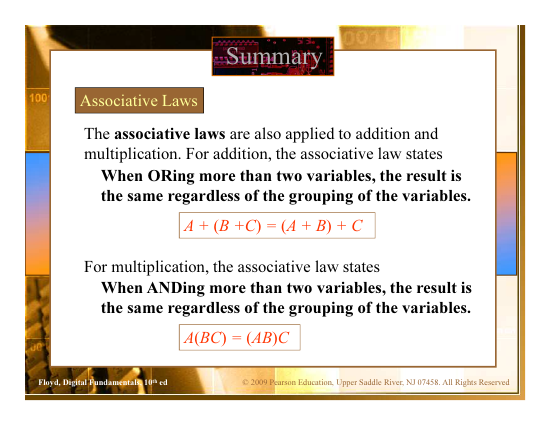 Summary
Associative Laws
The associative laws are also applied to addition and
multiplication. For addition, the associative law states
When ORing more than two variables, the result is
the same regardless of the grouping of the variables.
A + (B +C) = (A + B) + C
For multiplication, the associative law states
When ANDing more than two variables, the result is
the same regardless of the grouping of the variables.
A(BC) = (AB)C
Floyd, Digital Fundamentals, 10th ed
© 2009 Pearson Education, Upper Saddle River, NJ 07458. All Rights Reserved